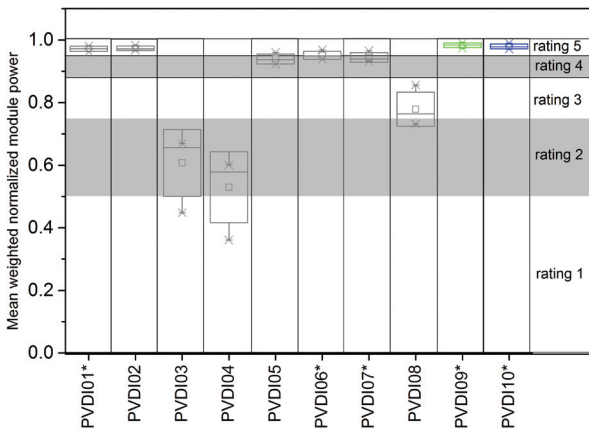 Mean weighted normalized module power
1.0
0.8
0.6
0.4
0.2
0.0
rating 5
rating 4
rating 3
rating 2
rating 1
PVDI01*
PVDI02
PVDI03
PVDI04
PVDI05
PVDI06*
PVDI07*
PVDI08
PVDI09*
PVDI10*